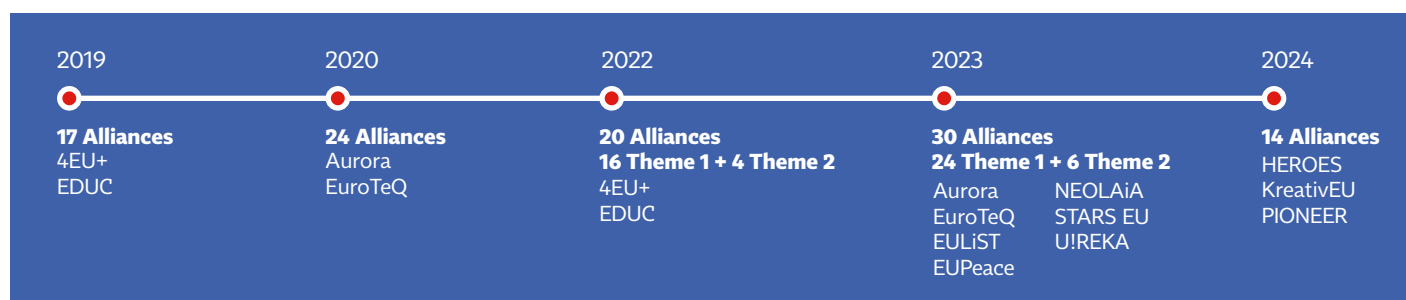 2019
17 Alliances
4EU+
EDUC
2020
24 Alliances
Aurora
EuroTeQ
2022
20 Alliances
16 Theme 1 + 4 Theme 2
4EU+
EDUC
2023
30 Alliances
24 Theme 1 + 6 Theme 2
Aurora
EuroTeQ
EULiST
EUPeace
NEOLAiA
STARS EU
U!REKA
2024
14 Alliances
HEROES
KreativEU
PIONEER